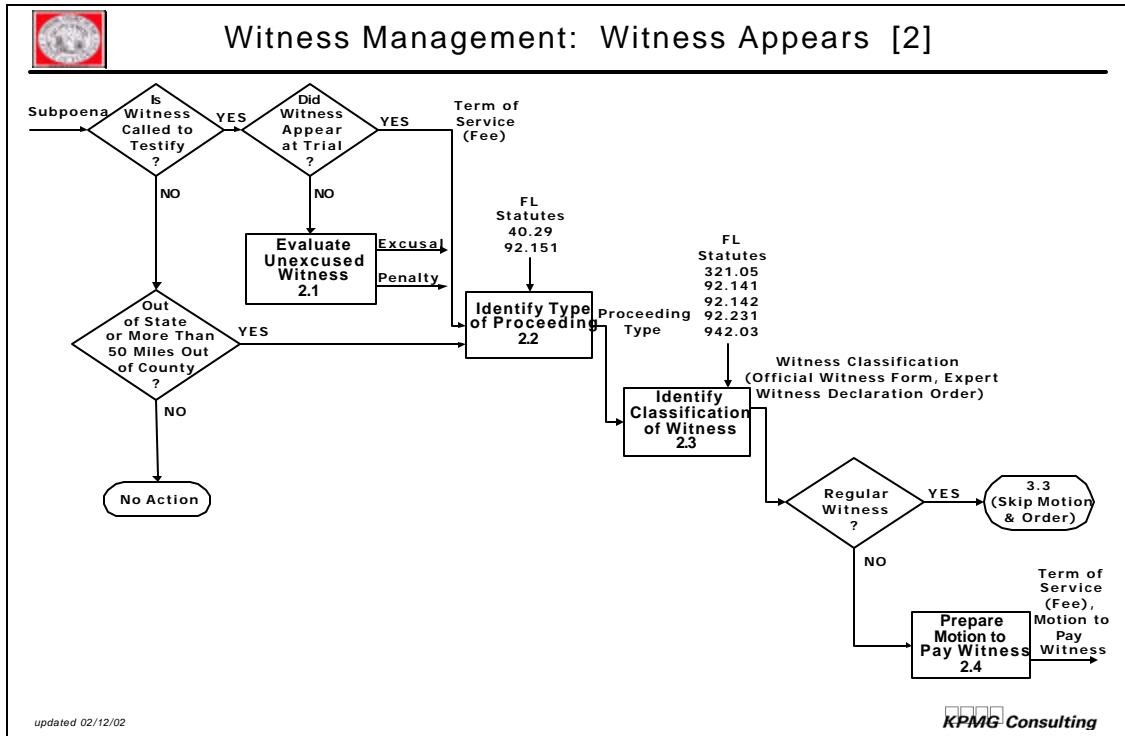 Witness Management: Witness Appears [2]
Subpoena
Is
Witness
Called to
Testify
?
YES
Did
Witness
Appear
at Trial
?
YES
Term of
Service
(Fee)
NO
NO
Evaluate
Unexcused
Witness
2.1
Excusal
Penalty
FL
Statutes
40.29
92.151
Out
of State
or More Than
50 Miles Out
of County
?
YES
Identify Type
of Proceeding
2.2
Proceeding
Type
FL
Statutes
321.05
92.141
92.142
92.231
942.03
NO
No Action
Identify
Classification
of Witness
2.3
Witness Classification
(Official Witness Form, Expert
Witness Declaration Order)
Regular
Witness
?
YES
3.3
(Skip Motion
& Order)
NO
Prepare
Motion to
Pay Witness
2.4
Term of
Service
(Fee),
Motion to
Pay
Witness
updated 02/12/02
KPMG Consulting